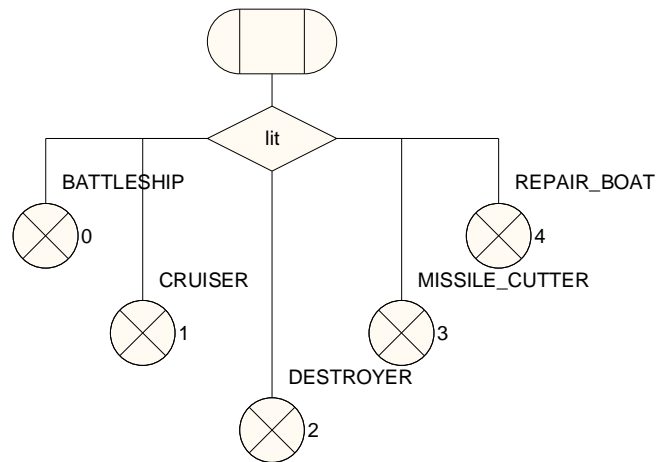 lit
BATTLESHIP
REPAIR_BOAT
0
4
CRUISER
MISSILE_CUTTER
1
3
DESTROYER
2